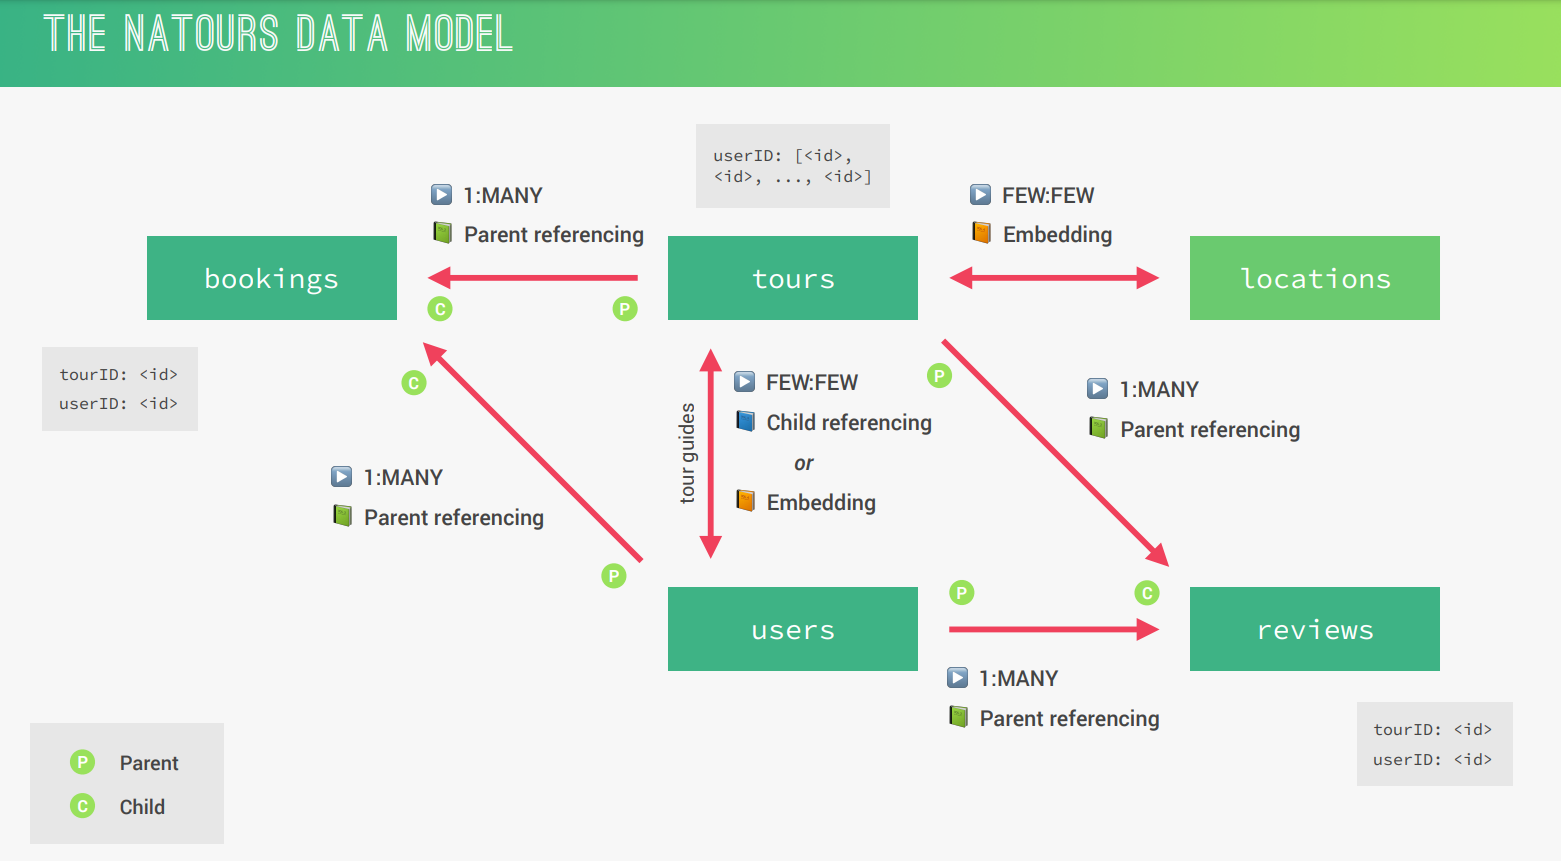 THE NATOURS DATA MODEL
userID: [<id>,
<id>, ..., <id>]
1:MANY
Parent referencing
FEW:FEW
Embedding
bookings
tours
locations
C
P
tourID: <id>
userID: <id>
C
1:MANY
Parent referencing
P
tour guides
FEW:FEW
Child referencing
or
Embedding
P
1:MANY
Parent referencing
users
P
C
reviews
1:MANY
Parent referencing
tourID: <id>
userID: <id>
P Parent
C Child